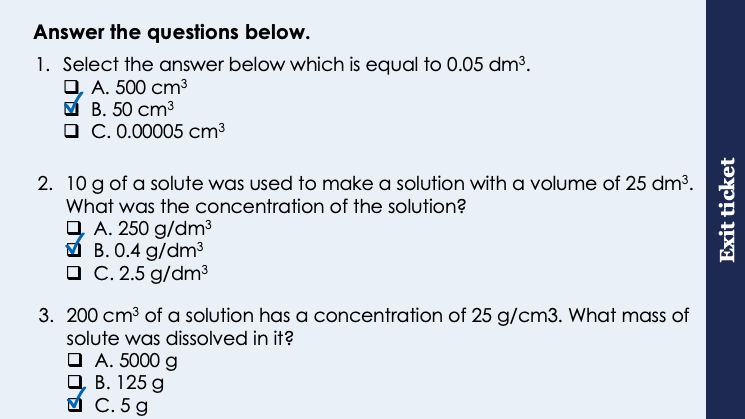 Answer the questions below.
1. Select the answer below which is equal to 0.05 dm³.
A. 500 cm³
B. 50 cm³
C. 0.00005 cm³
2. 10 g of a solute was used to make a solution with a volume of 25 dm³.
What was the concentration of the solution?
A. 250 g/dm³
B. 0.4 g/dm³
C. 2.5 g/dm³
3. 200 cm³ of a solution has a concentration of 25 g/cm3. What mass of
solute was dissolved in it?
A. 5000 g
B. 125 g
C. 5 g
Exit ticket